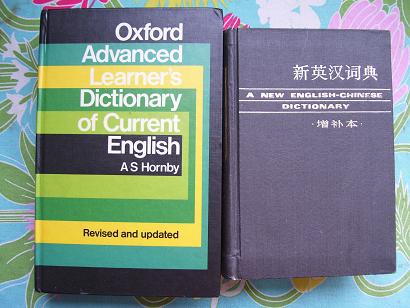 Oxford
Advanced
Learner's
Dictionary
of Current
English
A S Hornby
Revised and updated
新英汉词典
A NEW ENGLISH-CHINESE
DICTIONARY
·增补本·